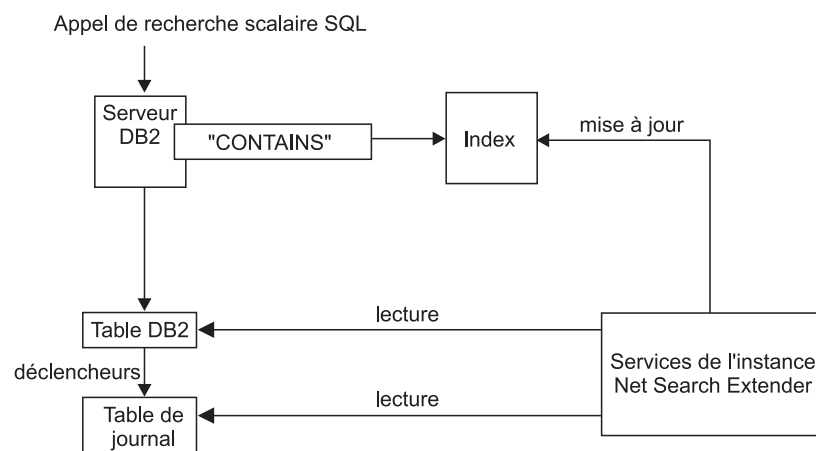 Appel de recherche scalaire SQL
Serveur
DB2
"CONTAINS"
Index
mise à jour
Table DB2
lecture
Services de l'instance
Net Search Extender
déclencheurs
lecture
Table de
journal